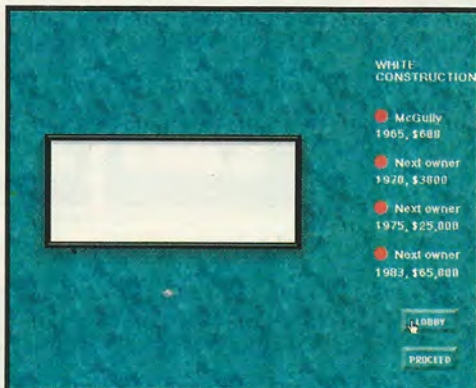 WHITE
CONSTRUCTION
McGully
1965, $600
Next owner
1970, $3800
Next owner
1975, $25,000
Next owner
1983, $65,000
LOBBY
PROCEED